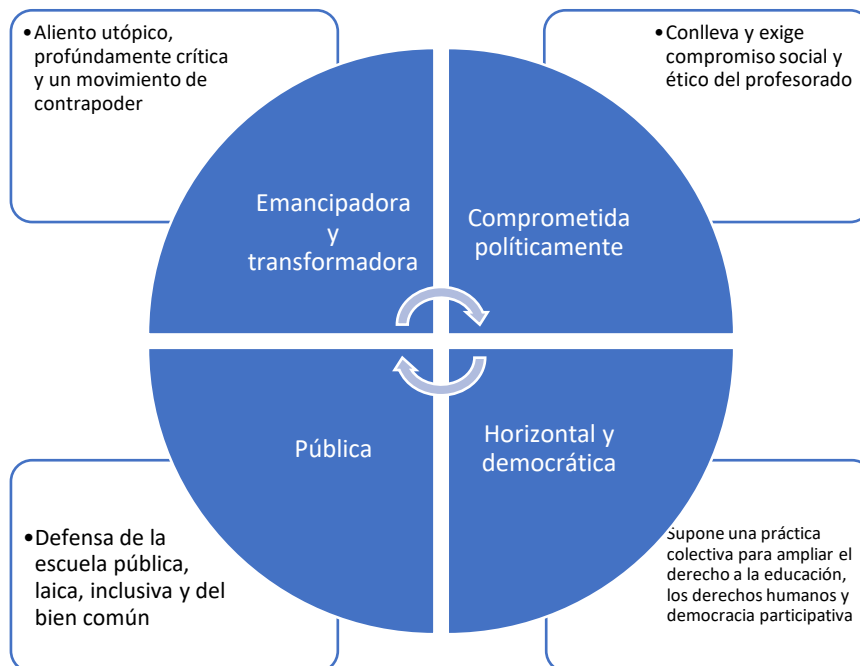 •Aliento utópico,
profúndamente crítica
y un movimiento de
contrapoder
•Conlleva y exige
compromiso social y
ético del profesorado
Emancipadora
y
transformadora
Comprometida
políticamente
Pública
Horizontal y
democrática
•Defensa de la
escuela pública,
laica, inclusiva y del
bien común
Supone una práctica
colectiva para ampliar el
derecho a la educación,
los derechos humanos y
democracia participativa